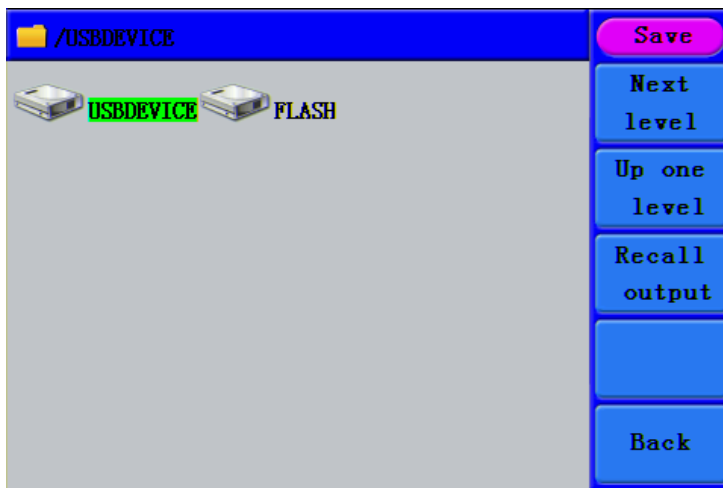 /USBDEVICE
USBDEVICE FLASH
Save
Next
level
Up one
level
Recall
output
Back